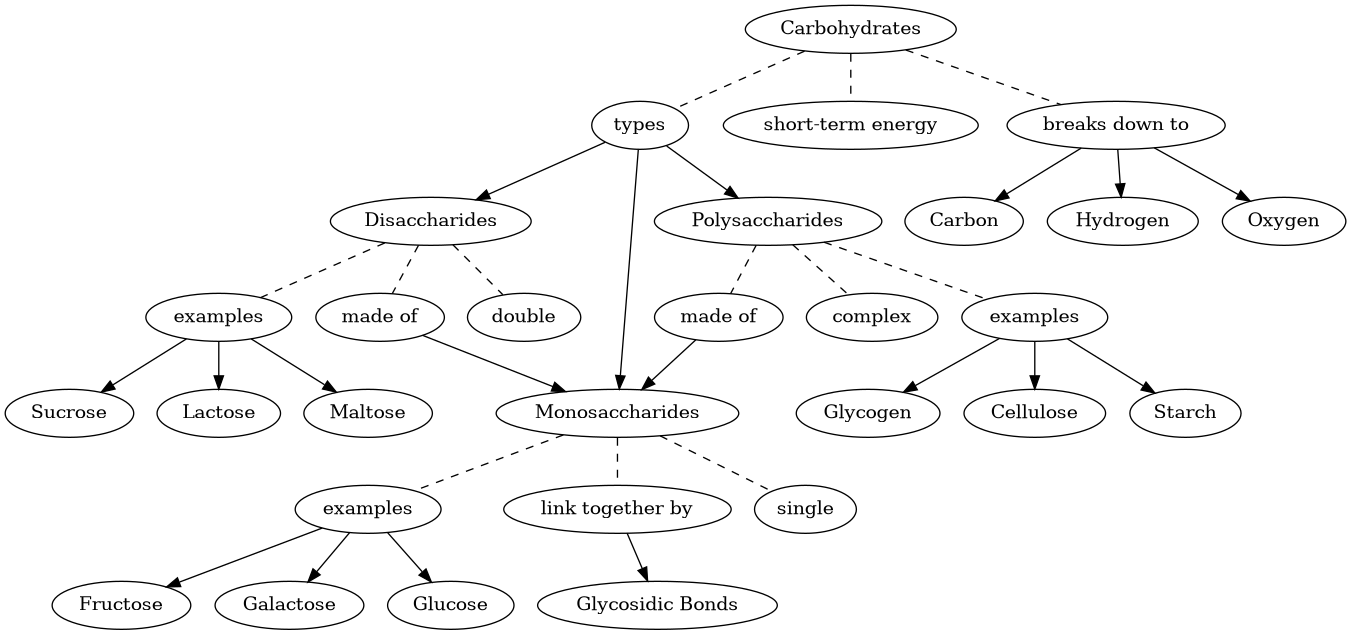 Carbohydrates
types
short-term energy
breaks down to
Disaccharides
Polysaccharides
Carbon
Hydrogen
Oxygen
examples
made of
double
made of
complex
examples
Sucrose
Lactose
Maltose
Monosaccharides
Glycogen
Cellulose
Starch
examples
link together by
single
Fructose
Galactose
Glucose
Glycosidic Bonds